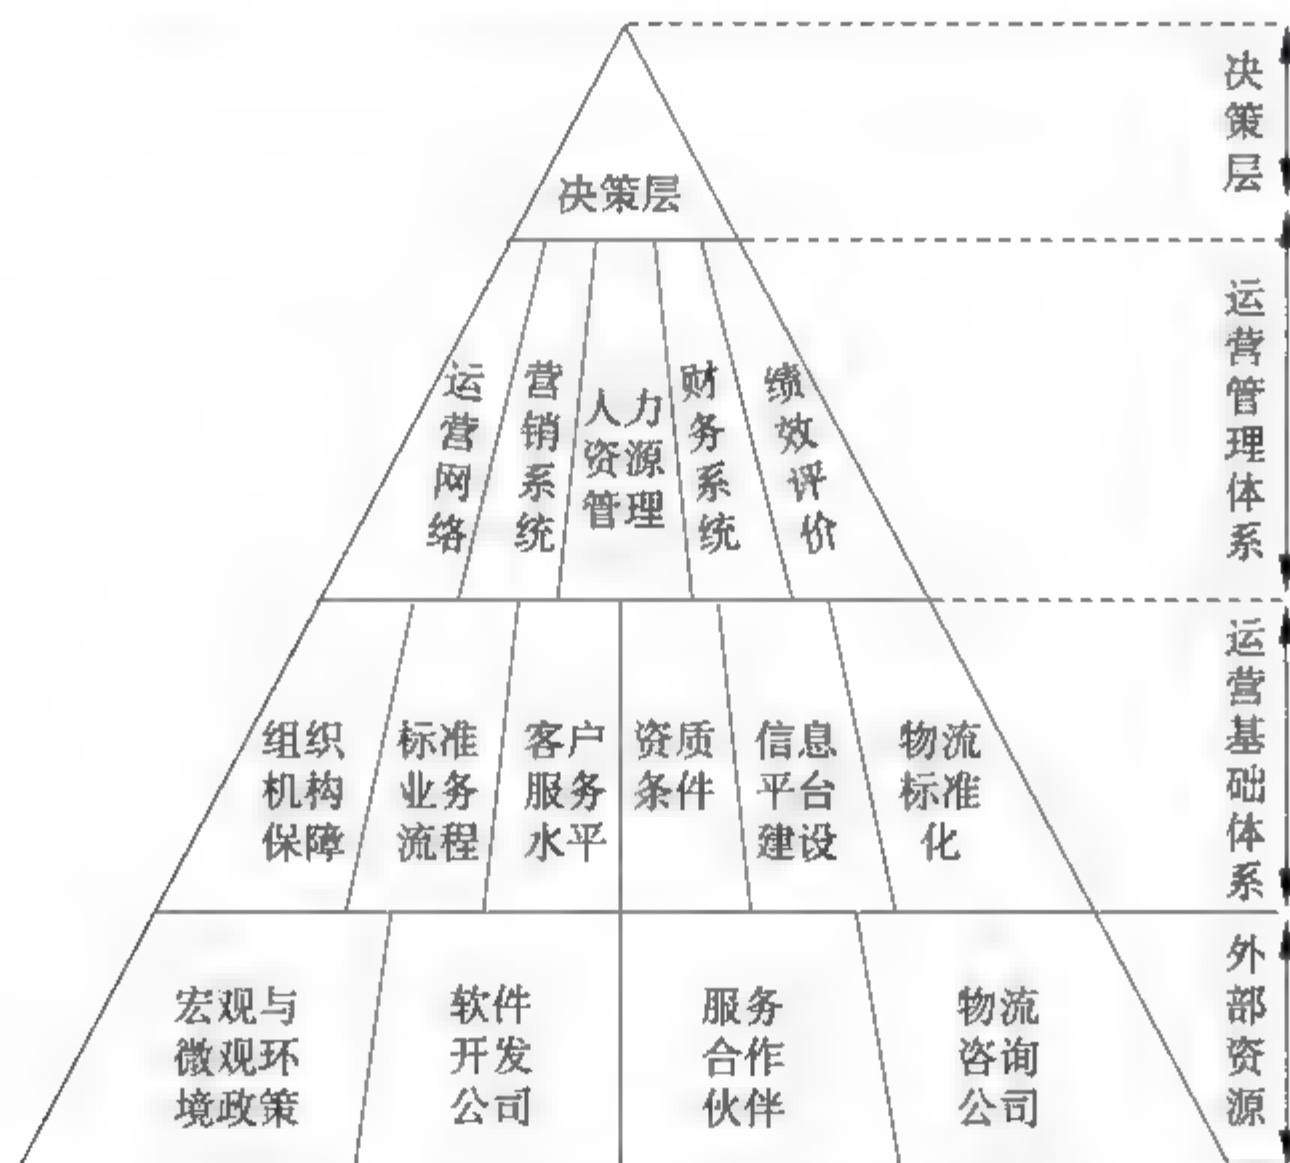 决策层
决策层
运营网络
营销系统
人力
资源
管理
财务系统
绩效评价
运营管理体系
组织
机构
保障
标准
业务
流程
客户
服务
水平
资质
条件
信息
平台
建设
物流
标准
化
运营基础体系
宏观与
微观环
境政策
软件
开发
公司
服务
合作
伙伴
物流
咨询
公司
外部资源